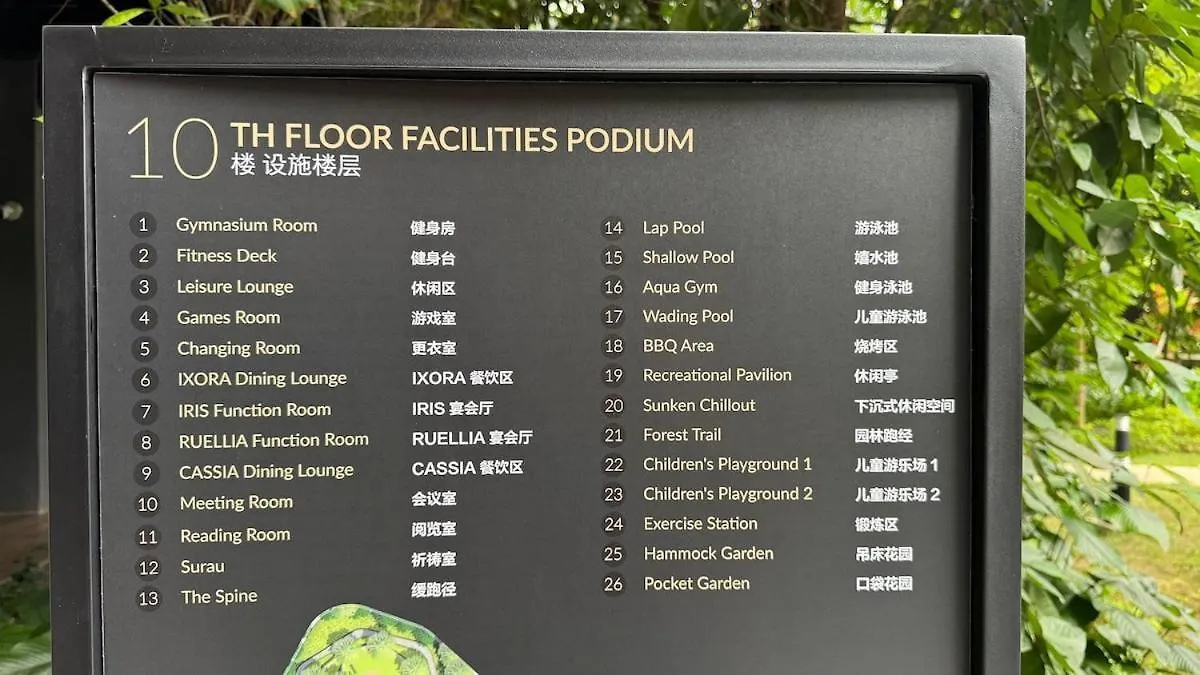 10 TH FLOOR FACILITIES PODIUM
楼 设施楼层
1 Gymnasium Room 健身房
2 Fitness Deck 健身台
3 Leisure Lounge 休闲区
4 Games Room 游戏室
5 Changing Room 更衣室
6 IXORA Dining Lounge IXORA 餐饮区
7 IRIS Function Room IRIS 宴会厅
8 RUELLIA Function Room RUELLIA 宴会厅
9 CASSIA Dining Lounge CASSIA 餐饮区
10 Meeting Room 会议室
11 Reading Room 阅览室
12 Surau 祈祷室
13 The Spine 缓跑径
14 Lap Pool 游泳池
15 Shallow Pool 嬉水池
16 Aqua Gym 健身泳池
17 Wading Pool 儿童游泳池
18 BBQ Area 烧烤区
19 Recreational Pavilion 休闲亭
20 Sunken Chillout 下沉式休闲空间
21 Forest Trail 园林跑经
22 Children's Playground 1 儿童游乐场 1
23 Children's Playground 2 儿童游乐场 2
24 Exercise Station 锻炼区
25 Hammock Garden 吊床花园
26 Pocket Garden 口袋花园